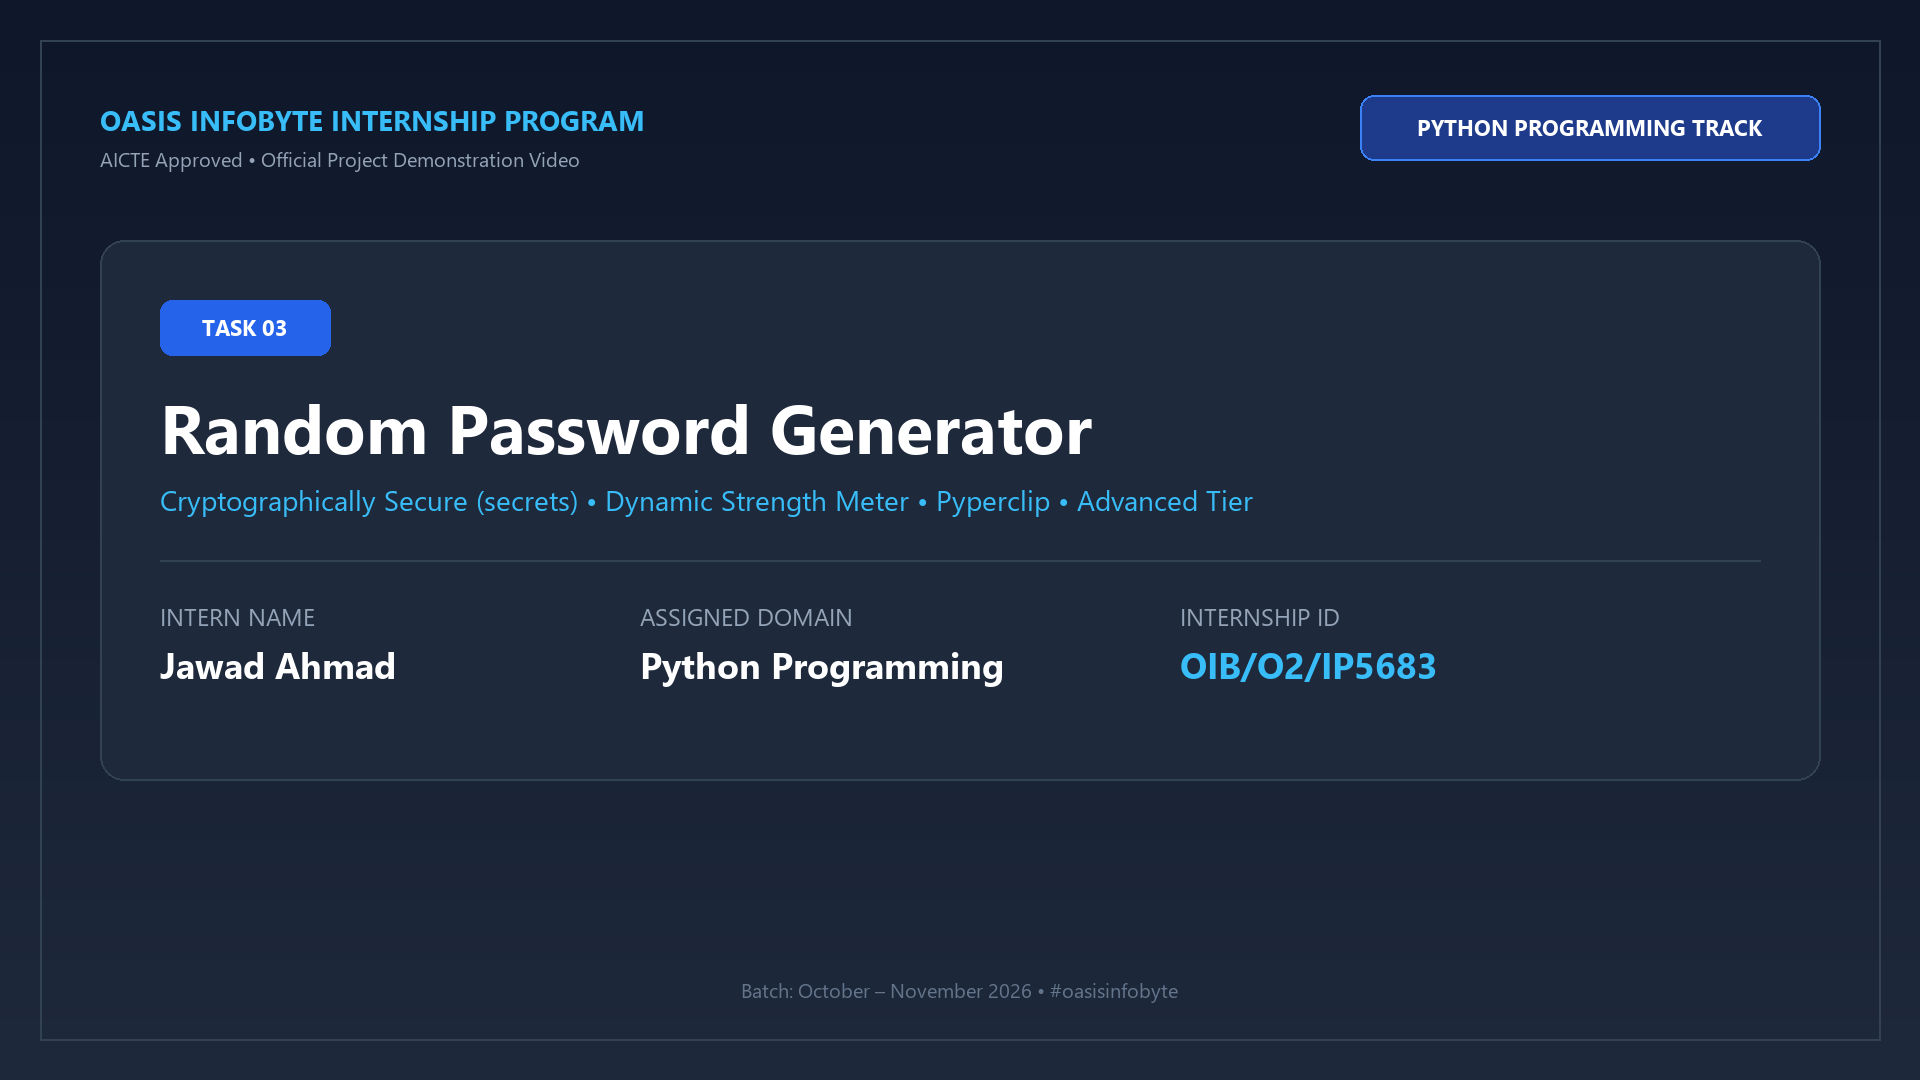 OASIS INFOBYTE INTERNSHIP PROGRAM
AICTE Approved • Official Project Demonstration Video
PYTHON PROGRAMMING TRACK
TASK 03
Random Password Generator
Cryptographically Secure (secrets) • Dynamic Strength Meter • Pyperclip • Advanced Tier
INTERN NAME
Jawad Ahmad
ASSIGNED DOMAIN
Python Programming
INTERNSHIP ID
OIB/O2/IP5683
Batch: October – November 2026 • #oasisinfobyte